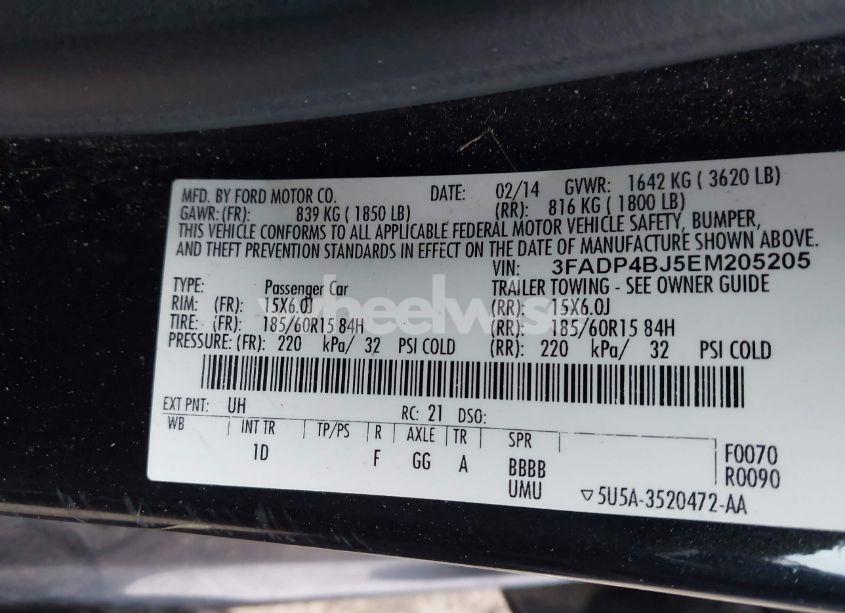 MFD. BY FORD MOTOR CO. DATE: 02/14 GVWR: 1642 KG ( 3620 LB)
GAWR: (FR): 839 KG ( 1850 LB) (RR): 816 KG ( 1800 LB)
THIS VEHICLE CONFORMS TO ALL APPLICABLE FEDERAL MOTOR VEHICLE SAFETY, BUMPER,
AND THEFT PREVENTION STANDARDS IN EFFECT ON THE DATE OF MANUFACTURE SHOWN ABOVE.
VIN: 3FADP4BJ5EM205205
TYPE: Passenger Car TRAILER TOWING - SEE OWNER GUIDE
RIM: (FR): 15X6.0J (RR): 15X6.0J
TIRE: (FR): 185/60R15 84H (RR): 185/60R15 84H
PRESSURE: (FR): 220 kPa/ 32 PSI COLD (RR): 220 kPa/ 32 PSI COLD
EXT PNT: UH RC: 21 DSO:
WB INT TR TP/PS R AXLE TR SPR
1D F GG A BBBB F0070
UMU R0090
5U5A-3520472-AA